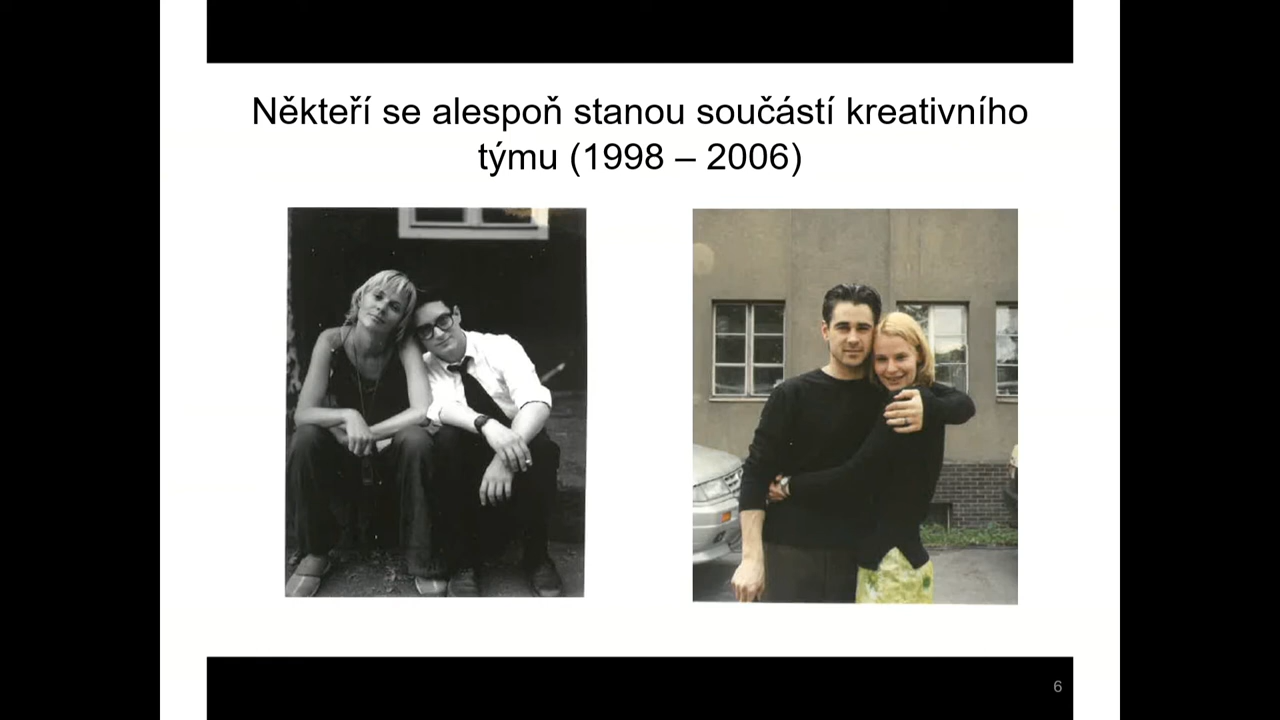 Někteří se alespoň stanou součástí kreativního
týmu (1998 – 2006)
6